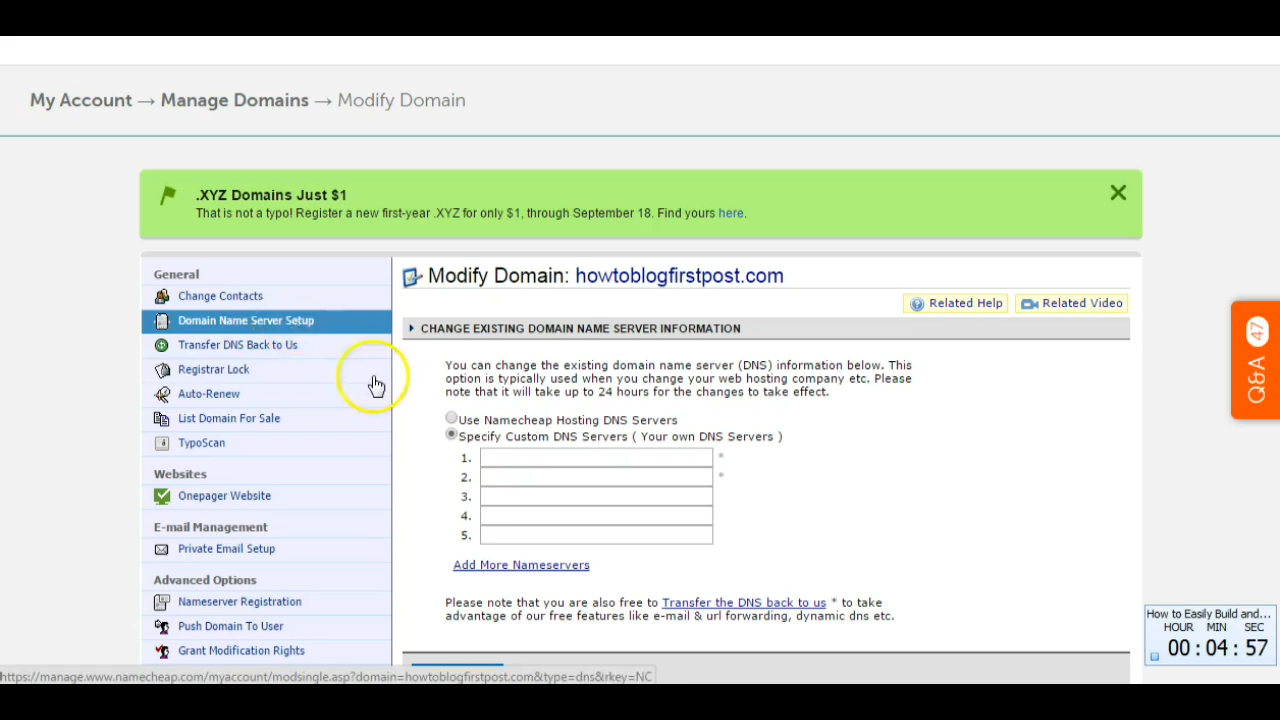 My Account → Manage Domains → Modify Domain
.XYZ Domains Just $1
That is not a typo! Register a new first-year .XYZ for only $1, through September 18. Find yours here.
General
Change Contacts
Domain Name Server Setup
Transfer DNS Back to Us
Registrar Lock
Auto-Renew
List Domain For Sale
TypoScan
Websites
Onepager Website
E-mail Management
Private Email Setup
Advanced Options
Nameserver Registration
Push Domain To User
Grant Modification Rights
Modify Domain: howtoblogfirstpost.com
Related Help
Related Video
CHANGE EXISTING DOMAIN NAME SERVER INFORMATION
You can change the existing domain name server (DNS) information below. This
option is typically used when you change your web hosting company etc. Please
note that it will take up to 24 hours for the changes to take effect.
Use Namecheap Hosting DNS Servers
Specify Custom DNS Servers ( Your own DNS Servers )
1. *
2. *
3.
4.
5.
Add More Nameservers
Please note that you are also free to Transfer the DNS back to us * to take
advantage of our free features like e-mail & url forwarding, dynamic dns etc.
Q&A 47
How to Easily Build and...
HOUR MIN SEC
00:04:57
https://manage.www.namecheap.com/myaccount/modsingle.asp?domain=howtoblogfirstpost.com&type=dns&rkey=NC